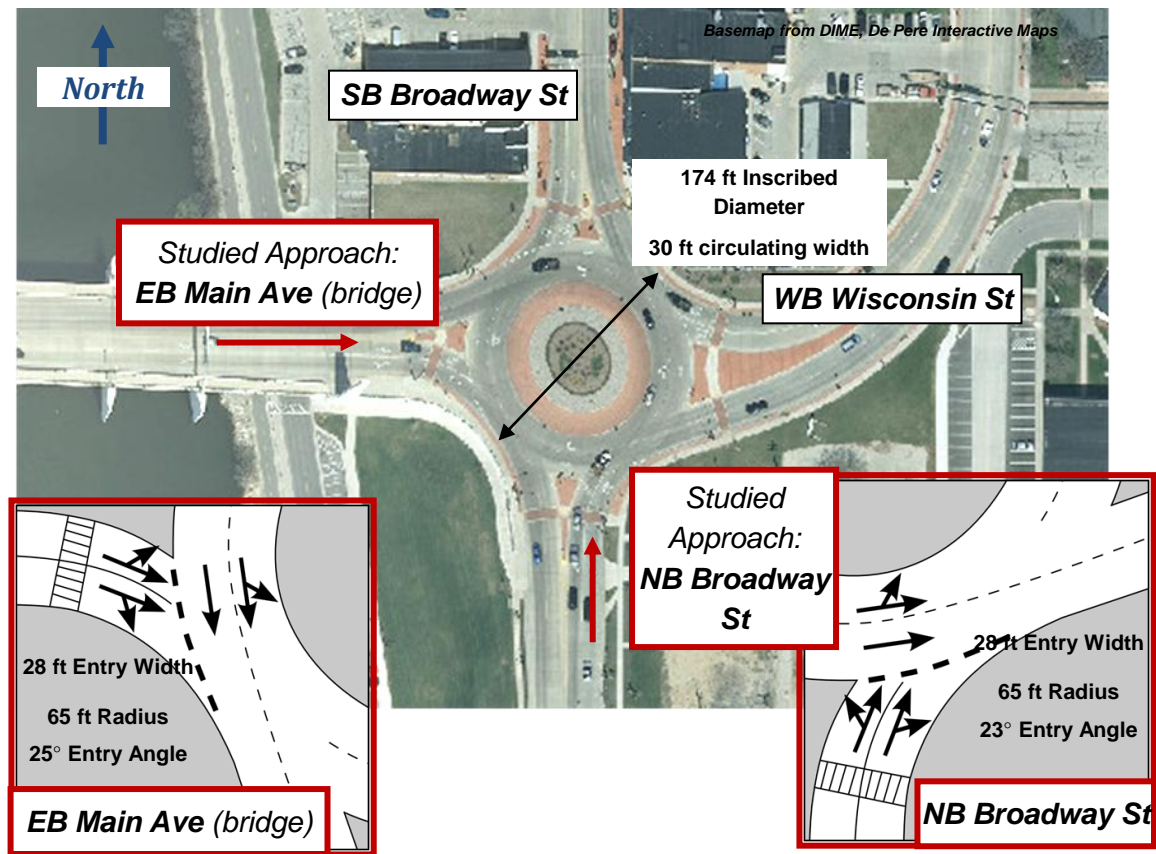 Basemap from DIME, De Pere Interactive Maps
North
SB Broadway St
174 ft Inscribed
Diameter
30 ft circulating width
Studied Approach:
EB Main Ave (bridge)
WB Wisconsin St
Studied
Approach:
NB Broadway
St
28 ft Entry Width
65 ft Radius
25° Entry Angle
EB Main Ave (bridge)
28 ft Entry Width
65 ft Radius
23° Entry Angle
NB Broadway St